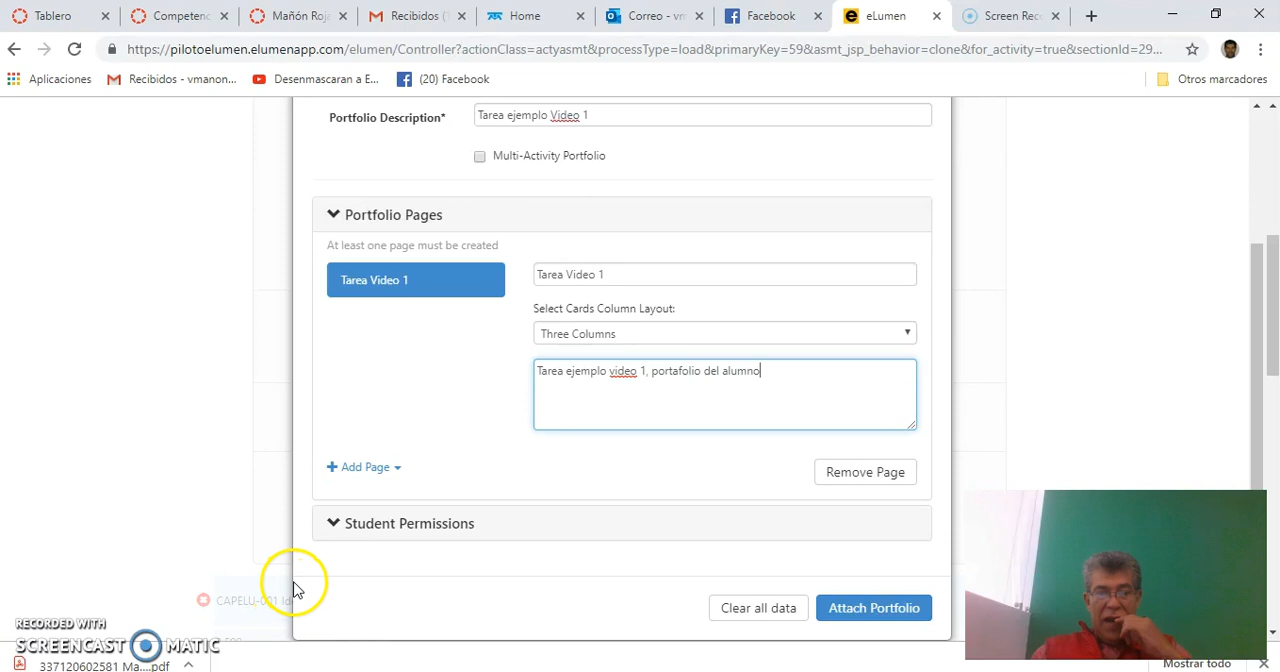 Tablero
Competenc
Mañón Roja
Recibidos (1
Home
Correo - vm
Facebook
eLumen
Screen Rec
https://pilotoelumen.elumenapp.com/elumen/Controller?actionClass=actyasmt&processType=load&primaryKey=59&asmt_jsp_behavior=clone&for_activity=true&sectionId=29...
Aplicaciones
Recibidos - vmanon...
Desenmascaran a E...
(20) Facebook
Otros marcadores
Portfolio Description*
Tarea ejemplo Video 1
Multi-Activity Portfolio
Portfolio Pages
At least one page must be created
Tarea Video 1
Tarea Video 1
Select Cards Column Layout:
Three Columns
Tarea ejemplo video 1, portafolio del alumno
Add Page
Remove Page
Student Permissions
CAPELU-001 Id
Clear all data
Attach Portfolio
RECORDED WITH
SCREENCAST MATIC
337120602581 Ma....pdf
Mostrar todo